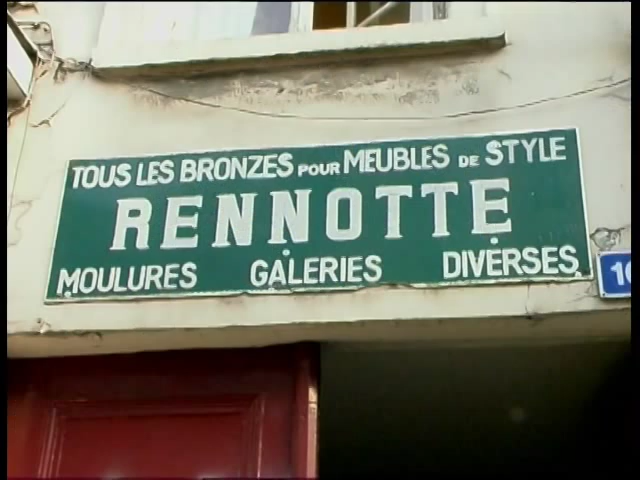 TOUS LES BRONZES POUR MEUBLES DE STYLE
RENNOTTE
MOULURES GALERIES DIVERSES